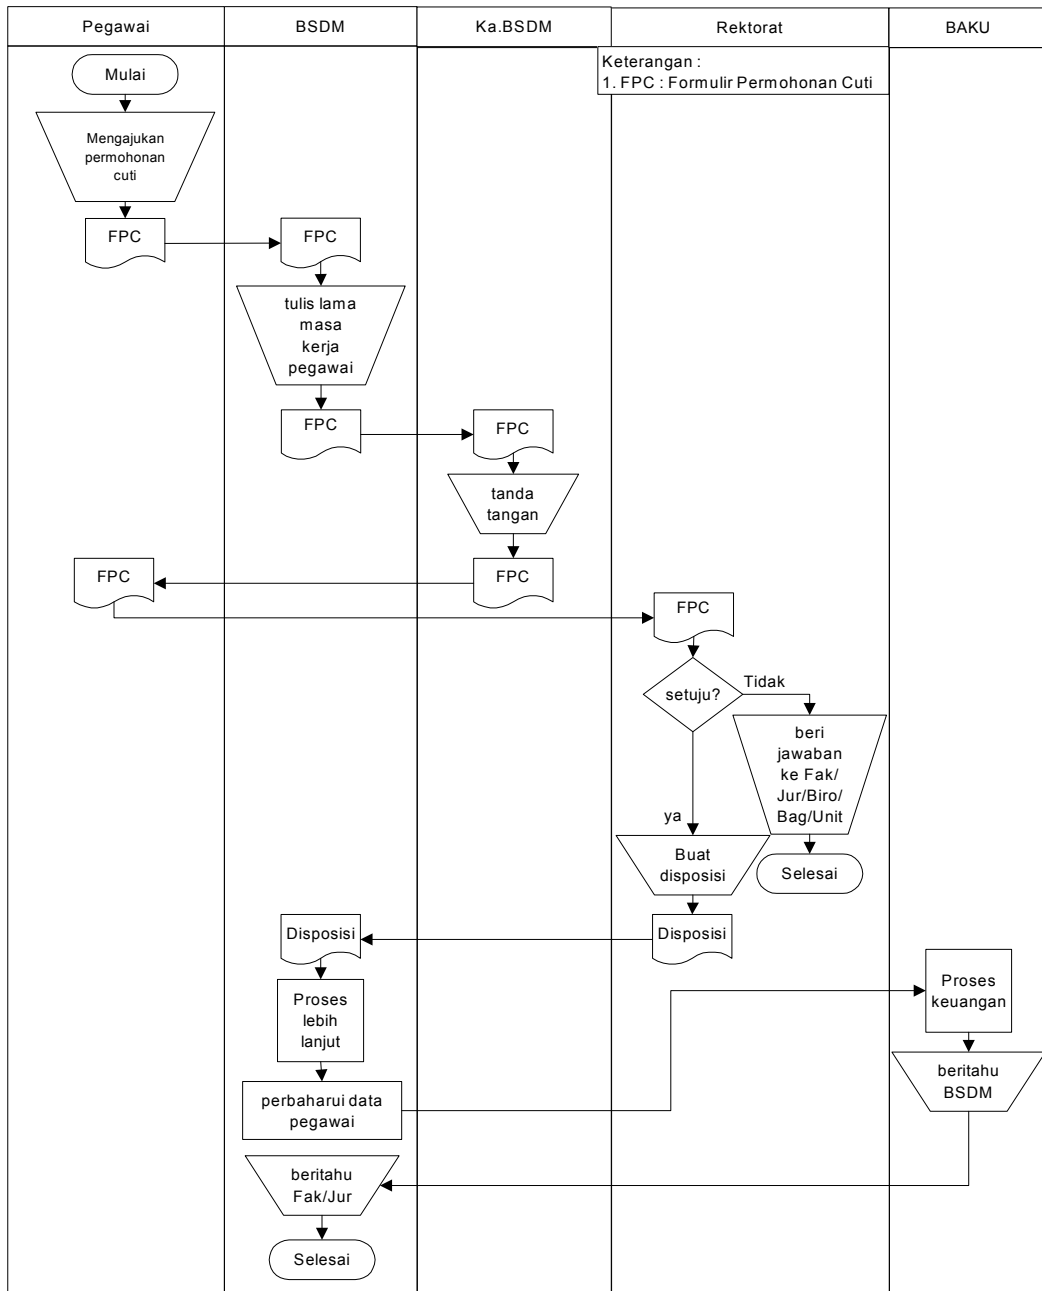 Pegawai
BSDM
Ka.BSDM
Rektorat
BAKU
Keterangan :
1. FPC : Formulir Permohonan Cuti
Mulai
Mengajukan
permohonan
cuti
FPC
FPC
tulis lama
masa
kerja
pegawai
FPC
FPC
tanda
tangan
FPC
FPC
FPC
setuju?
Tidak
beri
jawaban
ke Fak/
Jur/Biro/
Bag/Unit
ya
Buat
disposisi
Selesai
Disposisi
Disposisi
Proses
lebih
lanjut
Proses
keuangan
perbaharui data
pegawai
beritahu
BSDM
beritahu
Fak/Jur
Selesai